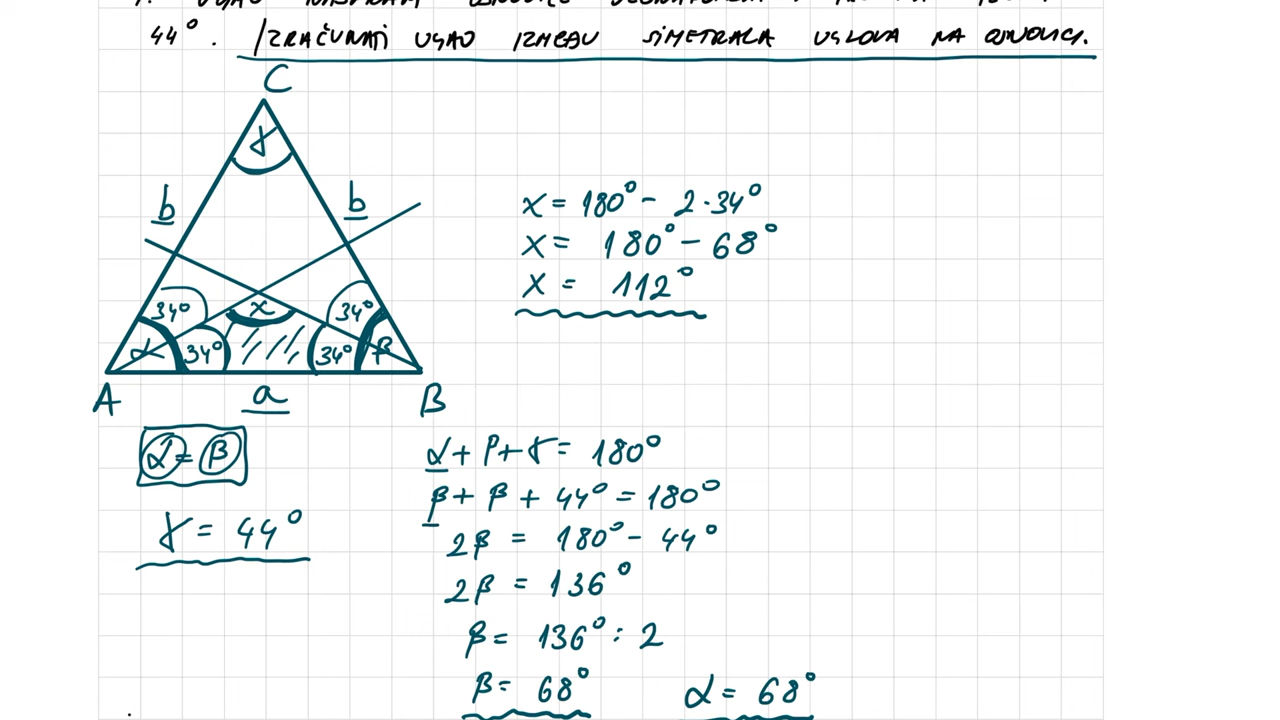 44°. IZRAČUNATI UGAO IZMEĐU SIMETRALA UGLOVA NA OSNOVICI.
C
γ
b b
x = 180° - 2·34°
x = 180° - 68°
x = 112°
34° x 34°
α 34° 34° β
A a B
α = β
γ = 44°
α + β + γ = 180°
β + β + 44° = 180°
2β = 180° - 44°
2β = 136°
β = 136° : 2
β = 68° α = 68°